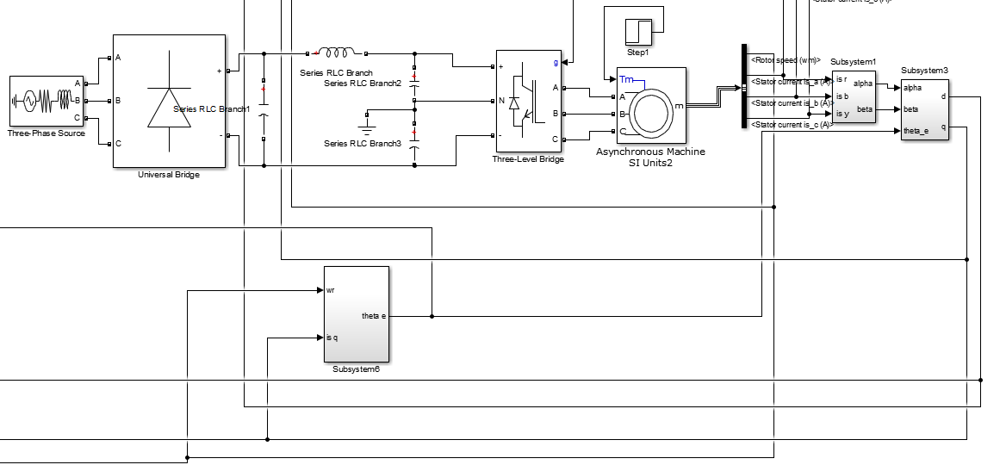 <Stator current is_c (A)>
Step1
A
B
C
Three-Phase Source
A
B
C
+
-
Universal Bridge
+
Series RLC Branch
Series RLC Branch1
+
Series RLC Branch2
+
Series RLC Branch3
+
N
-
g
A
B
C
Three-Level Bridge
Tm
A
B
C
m
Asynchronous Machine
SI Units2
<Rotor speed (wm)>
<Stator current is_a (A)>
<Stator current is_b (A)>
<Stator current is_c (A)>
Subsystem1
is r
is b
is y
alpha
beta
Subsystem3
alpha
beta
theta_e
d
q
wr
is q
theta e
Subsystem6